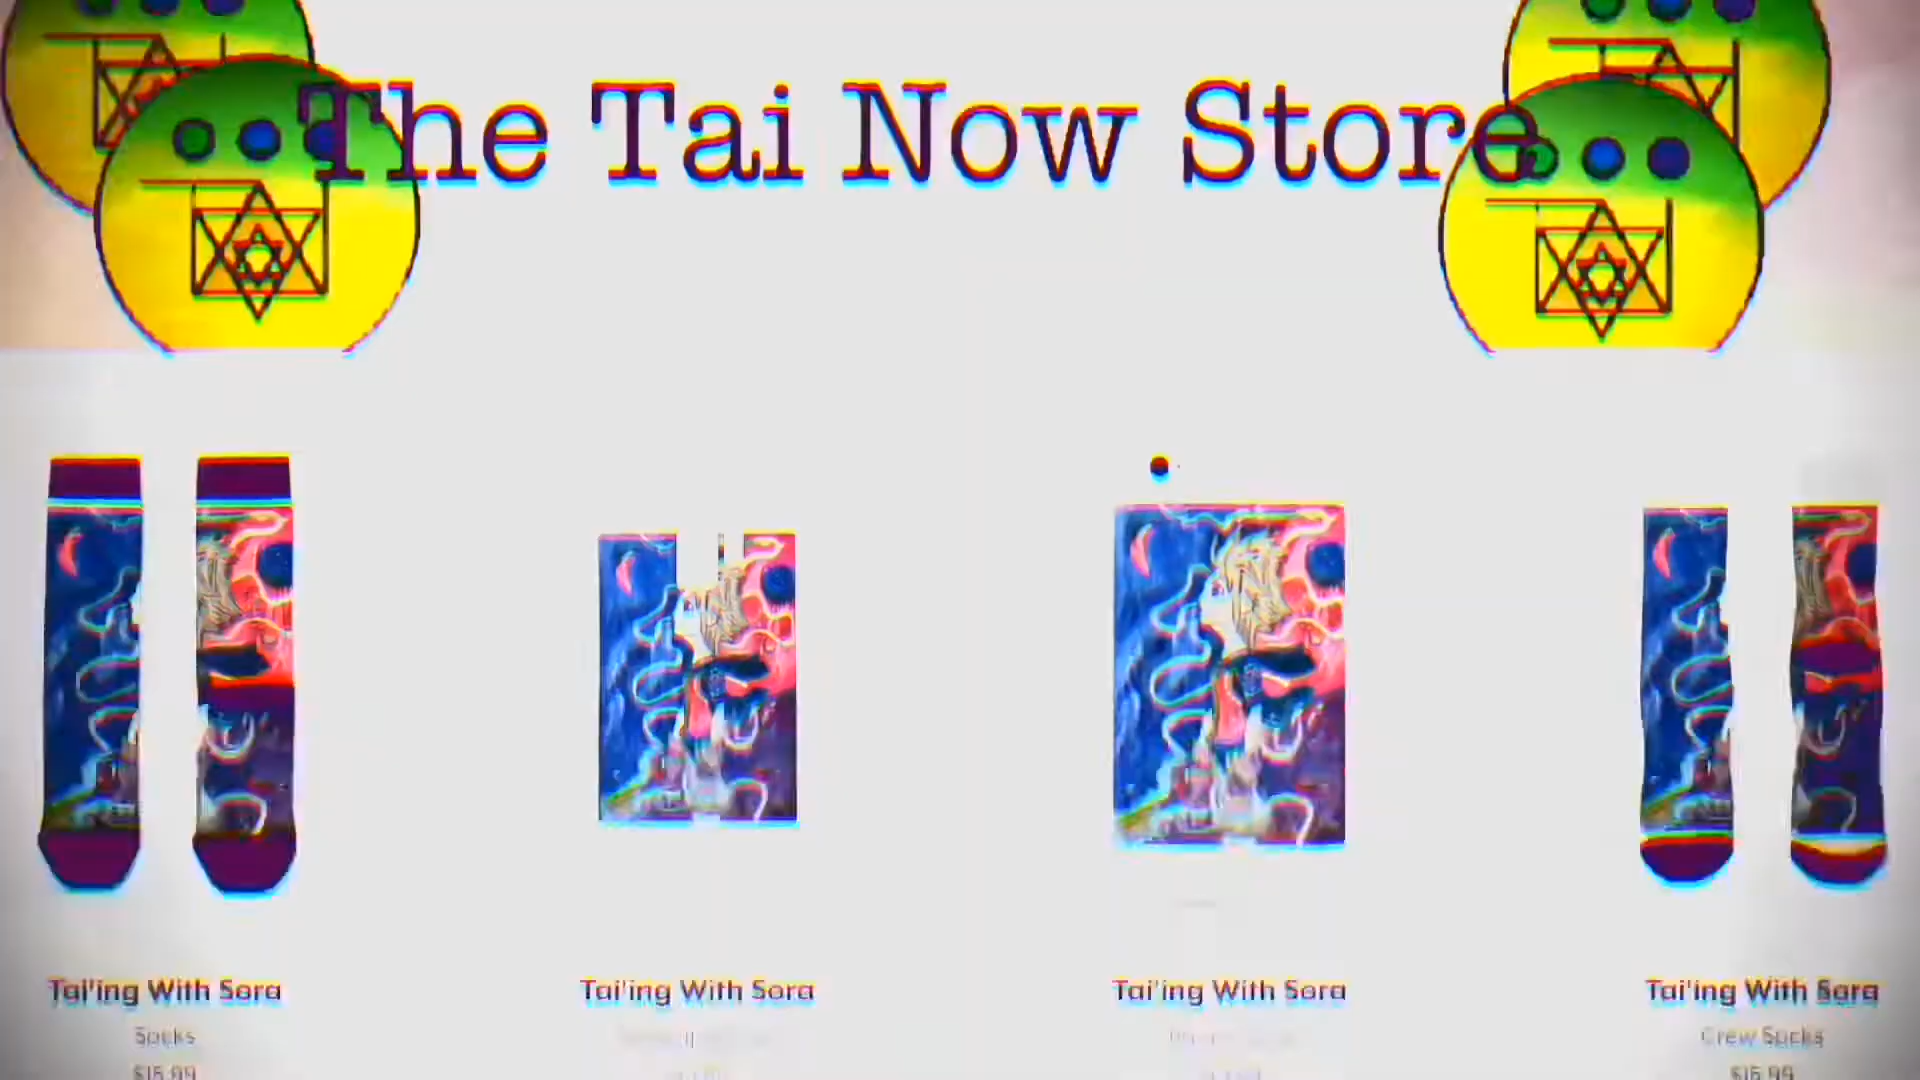 The Tai Now Store
Tai'ing With Sora
Socks
$15.99
Tai'ing With Sora
Tai'ing With Sora
Tai'ing With Sora
Crew Socks
$15.99